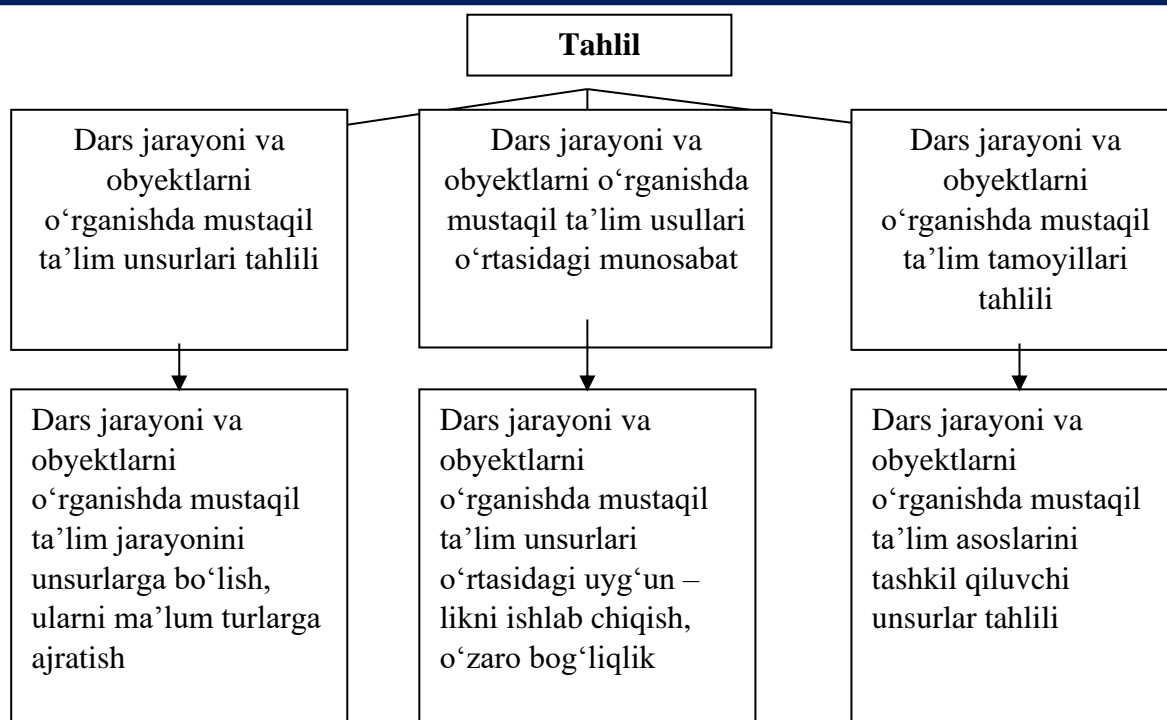 Tahlil
Dars jarayoni va
obyektlarni
o‘rganishda mustaqil
ta’lim unsurlari tahlili
Dars jarayoni va
obyektlarni o‘rganishda
mustaqil ta’lim usullari
o‘rtasidagi munosabat
Dars jarayoni va
obyektlarni
o‘rganishda mustaqil
ta’lim tamoyillari
tahlili
Dars jarayoni va
obyektlarni
o‘rganishda mustaqil
ta’lim jarayonini
unsurlarga bo‘lish,
ularni ma’lum turlarga
ajratish
Dars jarayoni va
obyektlarni
o‘rganishda mustaqil
ta’lim unsurlari
o‘rtasidagi uyg‘un –
likni ishlab chiqish,
o‘zaro bog‘liqlik
Dars jarayoni va
obyektlarni
o‘rganishda mustaqil
ta’lim asoslarini
tashkil qiluvchi
unsurlar tahlili